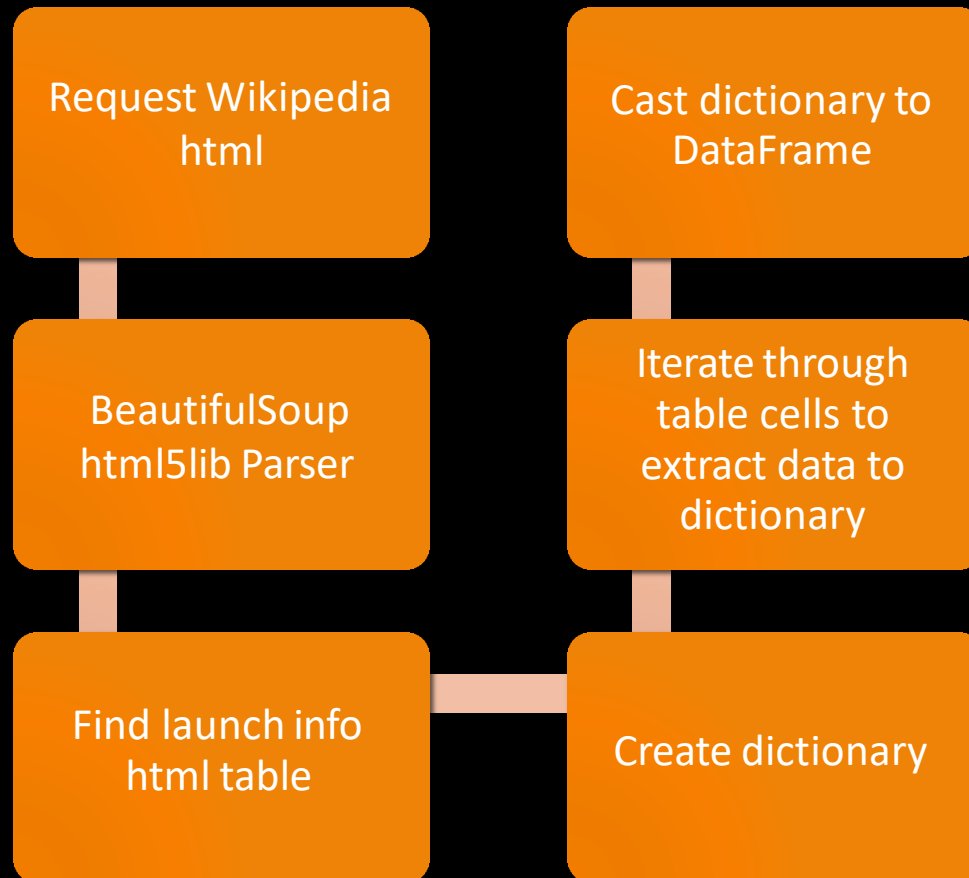 Request Wikipedia
html
BeautifulSoup
html5lib Parser
Find launch info
html table
Create dictionary
Iterate through
table cells to
extract data to
dictionary
Cast dictionary to
DataFrame